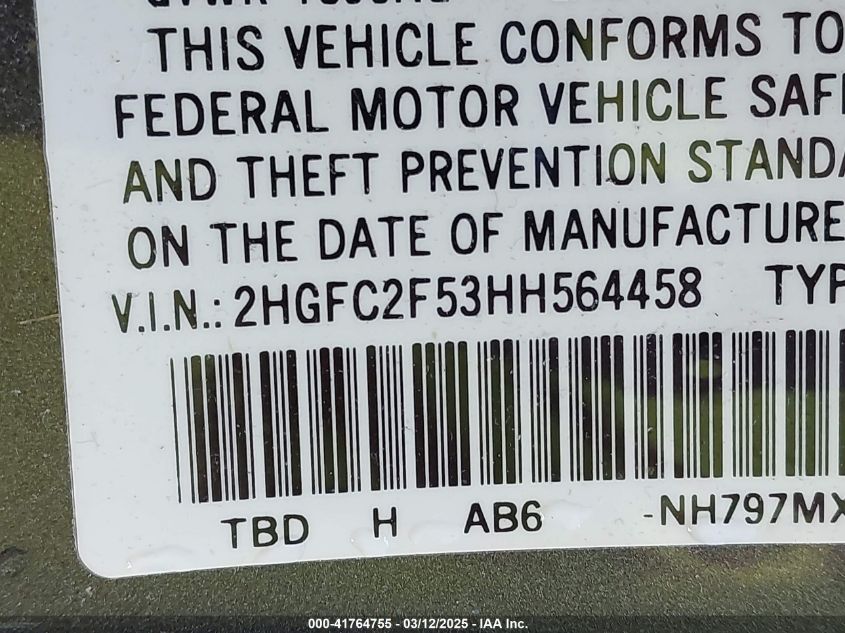 THIS VEHICLE CONFORMS TO
FEDERAL MOTOR VEHICLE SAF
AND THEFT PREVENTION STANDA
ON THE DATE OF MANUFACTURE
V.I.N.: 2HGFC2F53HH564458 TYP
TBD H AB6 -NH797MX
000-41764755 - 03/12/2025 - IAA Inc.